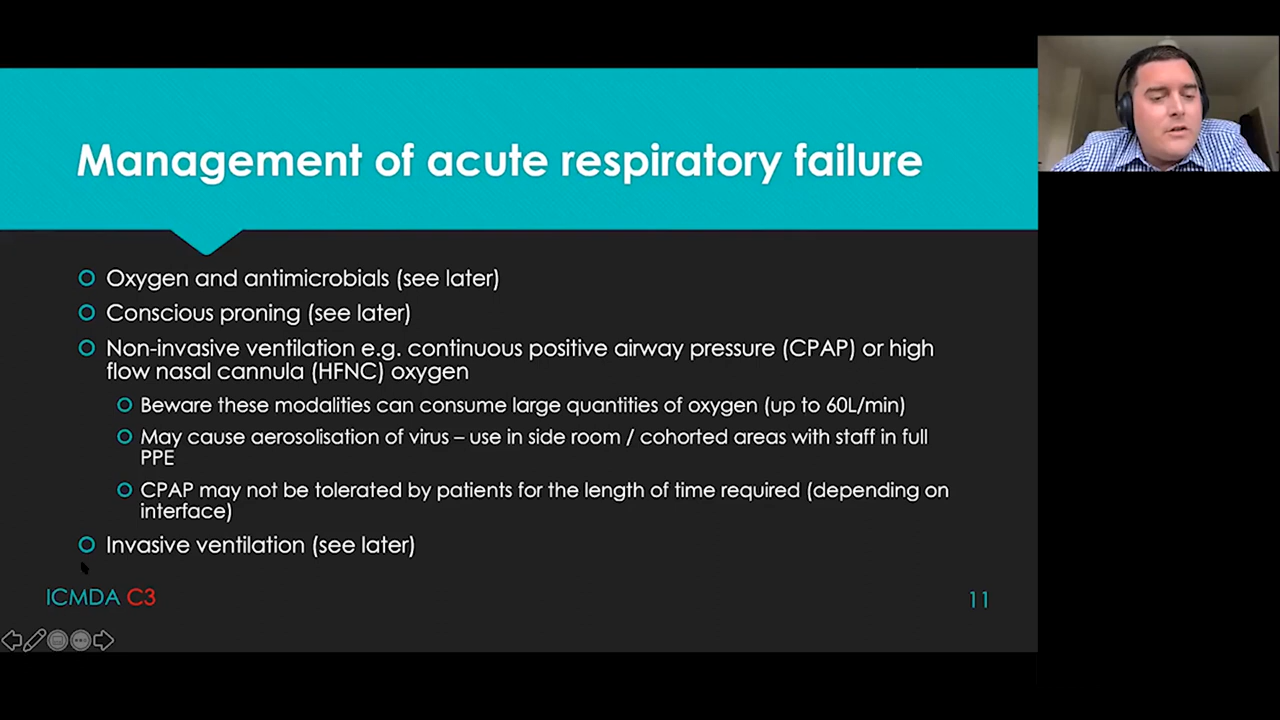 Management of acute respiratory failure
Oxygen and antimicrobials (see later)
Conscious proning (see later)
Non-invasive ventilation e.g. continuous positive airway pressure (CPAP) or high
flow nasal cannula (HFNC) oxygen
Beware these modalities can consume large quantities of oxygen (up to 60L/min)
May cause aerosolisation of virus – use in side room / cohorted areas with staff in full
PPE
CPAP may not be tolerated by patients for the length of time required (depending on
interface)
Invasive ventilation (see later)
ICMDA C3
11